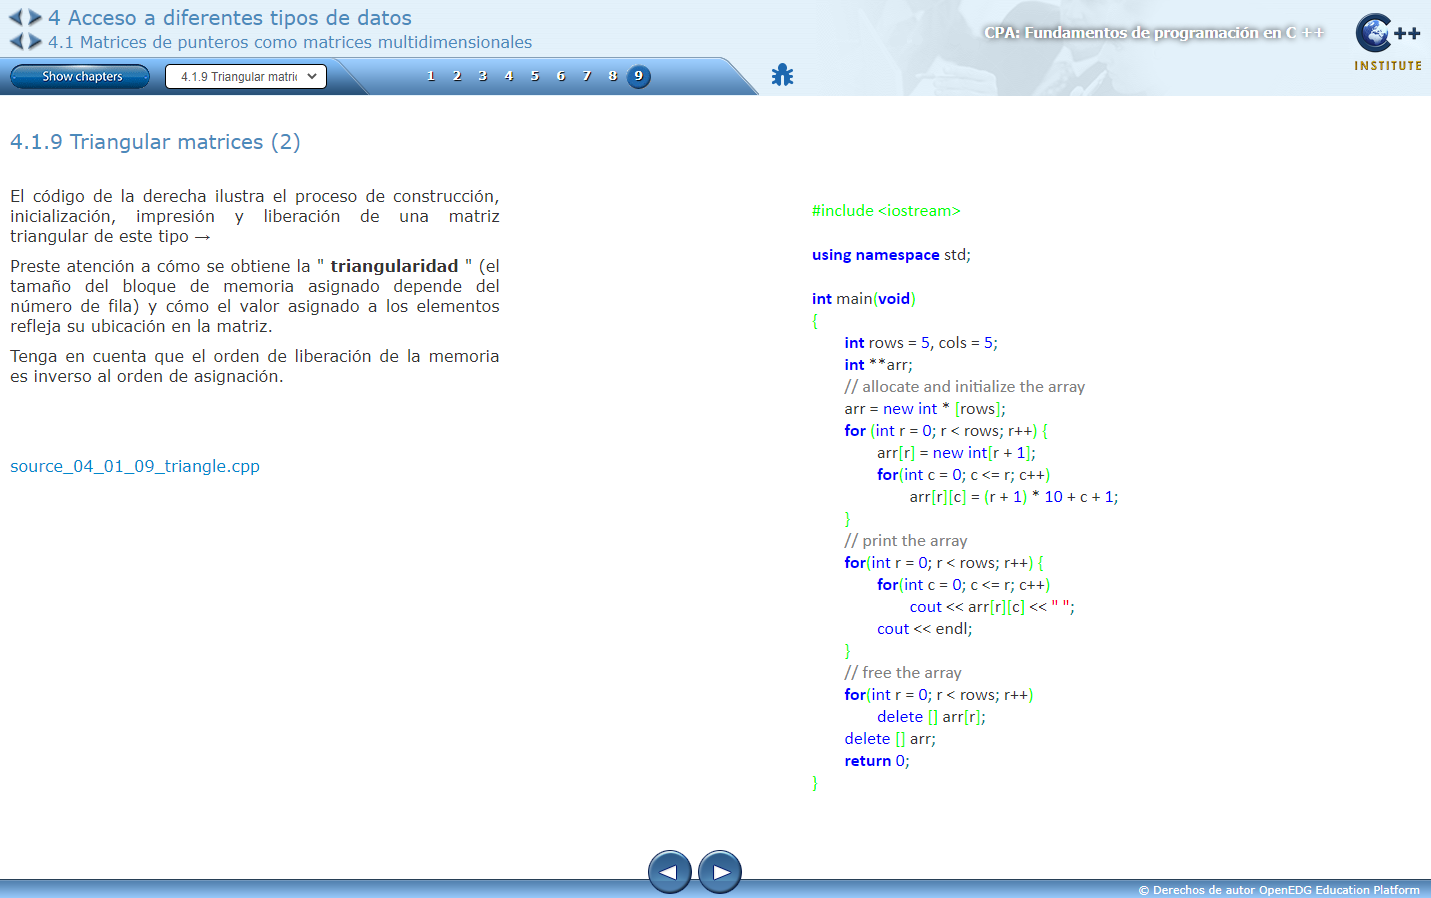 4 Acceso a diferentes tipos de datos
4.1 Matrices de punteros como matrices multidimensionales
CPA: Fundamentos de programación en C ++
C++
INSTITUTE
Show chapters
4.1.9 Triangular matri
1 2 3 4 5 6 7 8 9
4.1.9 Triangular matrices (2)
El código de la derecha ilustra el proceso de construcción,
inicialización, impresión y liberación de una matriz
triangular de este tipo →
Preste atención a cómo se obtiene la " triangularidad " (el
tamaño del bloque de memoria asignado depende del
número de fila) y cómo el valor asignado a los elementos
refleja su ubicación en la matriz.
Tenga en cuenta que el orden de liberación de la memoria
es inverso al orden de asignación.
source_04_01_09_triangle.cpp
#include <iostream>
using namespace std;
int main(void)
{
int rows = 5, cols = 5;
int **arr;
// allocate and initialize the array
arr = new int * [rows];
for (int r = 0; r < rows; r++) {
arr[r] = new int[r + 1];
for(int c = 0; c <= r; c++)
arr[r][c] = (r + 1) * 10 + c + 1;
}
// print the array
for(int r = 0; r < rows; r++) {
for(int c = 0; c <= r; c++)
cout << arr[r][c] << " ";
cout << endl;
}
// free the array
for(int r = 0; r < rows; r++)
delete [] arr[r];
delete [] arr;
return 0;
}
© Derechos de autor OpenEDG Education Platform